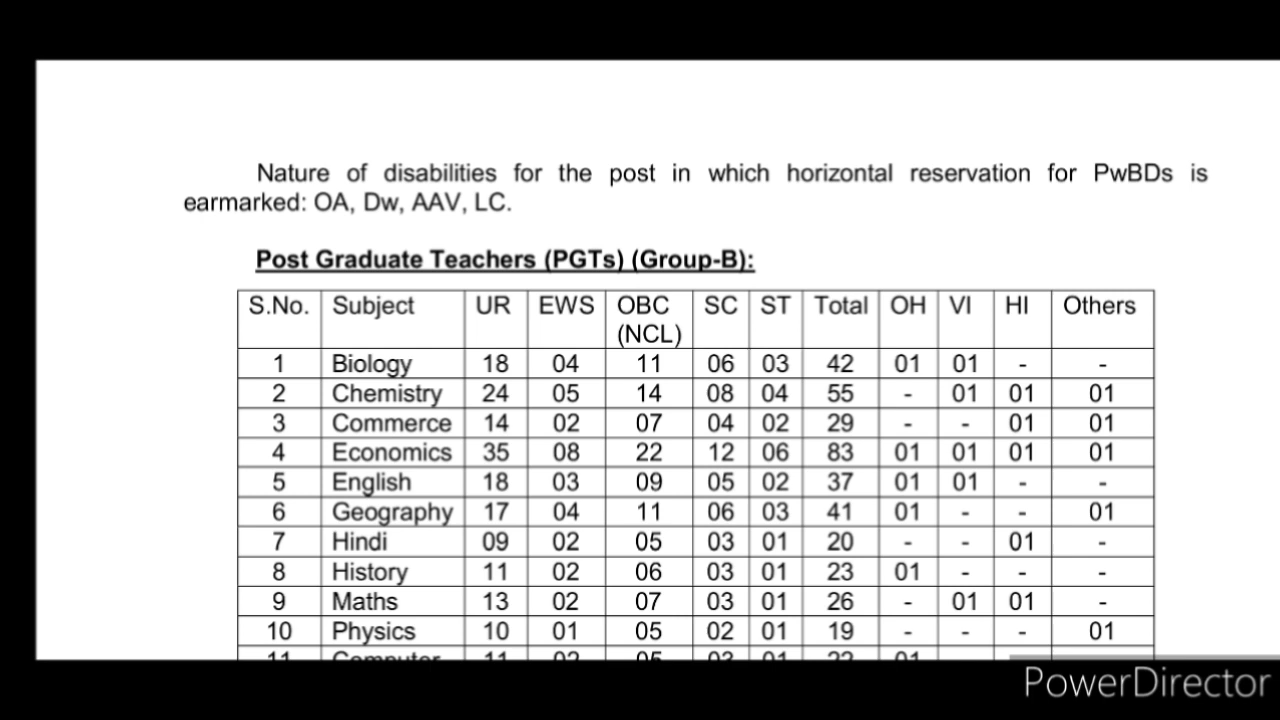 Nature of disabilities for the post in which horizontal reservation for PwBDs is
earmarked: OA, Dw, AAV, LC.
Post Graduate Teachers (PGTs) (Group-B):
S.No. Subject UR EWS OBC (NCL) SC ST Total OH VI HI Others
1 Biology 18 04 11 06 03 42 01 01 - -
2 Chemistry 24 05 14 08 04 55 - 01 01 01
3 Commerce 14 02 07 04 02 29 - - 01 01
4 Economics 35 08 22 12 06 83 01 01 01 01
5 English 18 03 09 05 02 37 01 01 - -
6 Geography 17 04 11 06 03 41 01 - - 01
7 Hindi 09 02 05 03 01 20 - - 01 -
8 History 11 02 06 03 01 23 01 - - -
9 Maths 13 02 07 03 01 26 - 01 01 -
10 Physics 10 01 05 02 01 19 - - - 01
11 Computer 11 02 05 01 01
PowerDirector